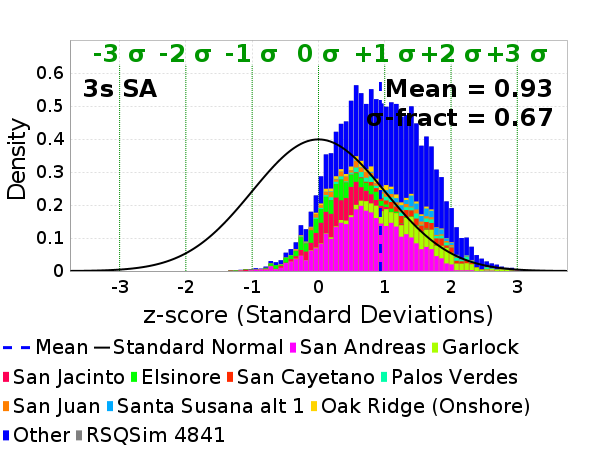 -3 σ -2 σ -1 σ 0 σ +1 σ +2 σ +3 σ
3s SA
Mean = 0.93
σ-fract = 0.67
Density
0.6
0.5
0.4
0.3
0.2
0.1
0
-3 -2 -1 0 1 2 3
z-score (Standard Deviations)
Mean Standard Normal San Andreas Garlock
San Jacinto Elsinore San Cayetano Palos Verdes
San Juan Santa Susana alt 1 Oak Ridge (Onshore)
Other RSQSim 4841